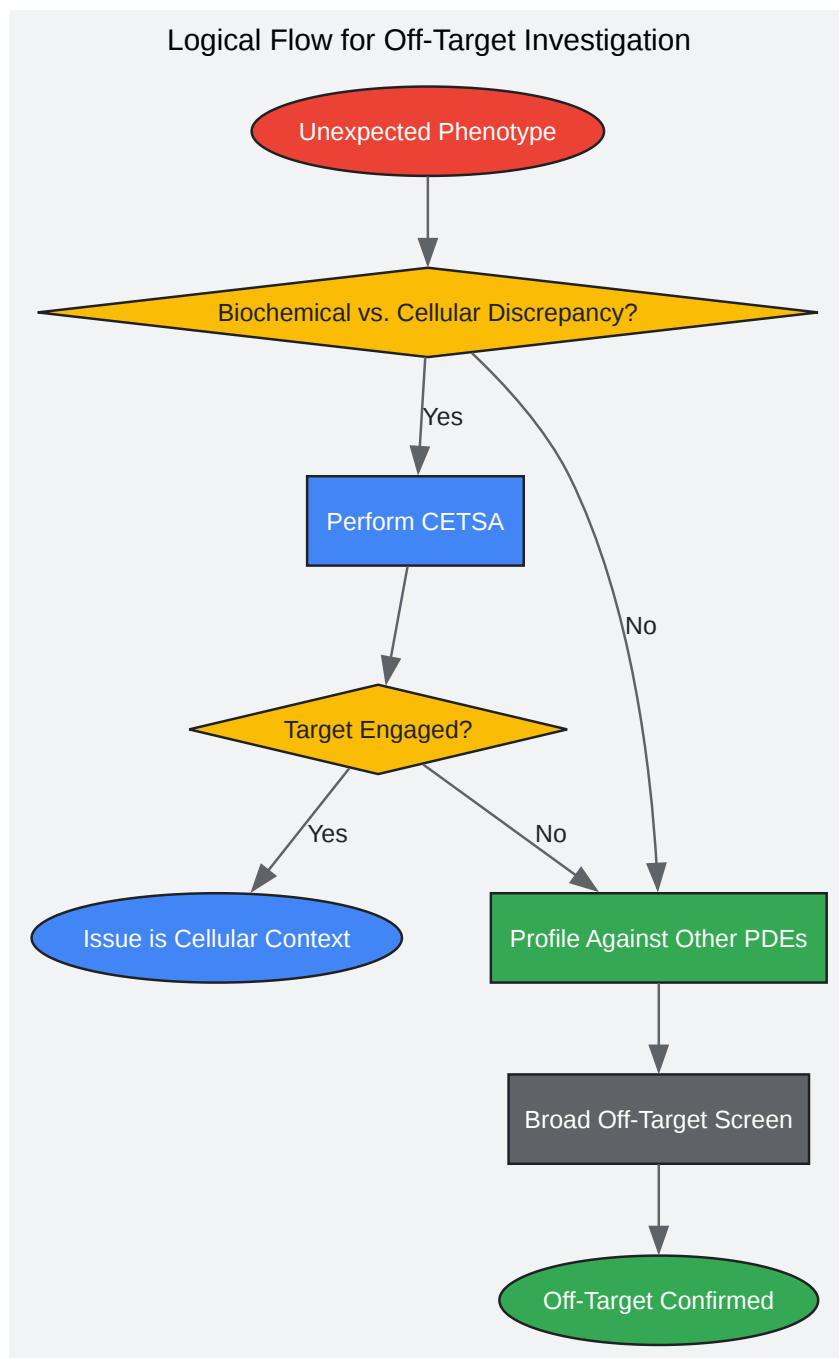 Logical Flow for Off-Target Investigation
Unexpected Phenotype
Biochemical vs. Cellular Discrepancy?
Yes
Perform CETSA
No
Target Engaged?
Yes
No
Issue is Cellular Context
Profile Against Other PDEs
Broad Off-Target Screen
Off-Target Confirmed